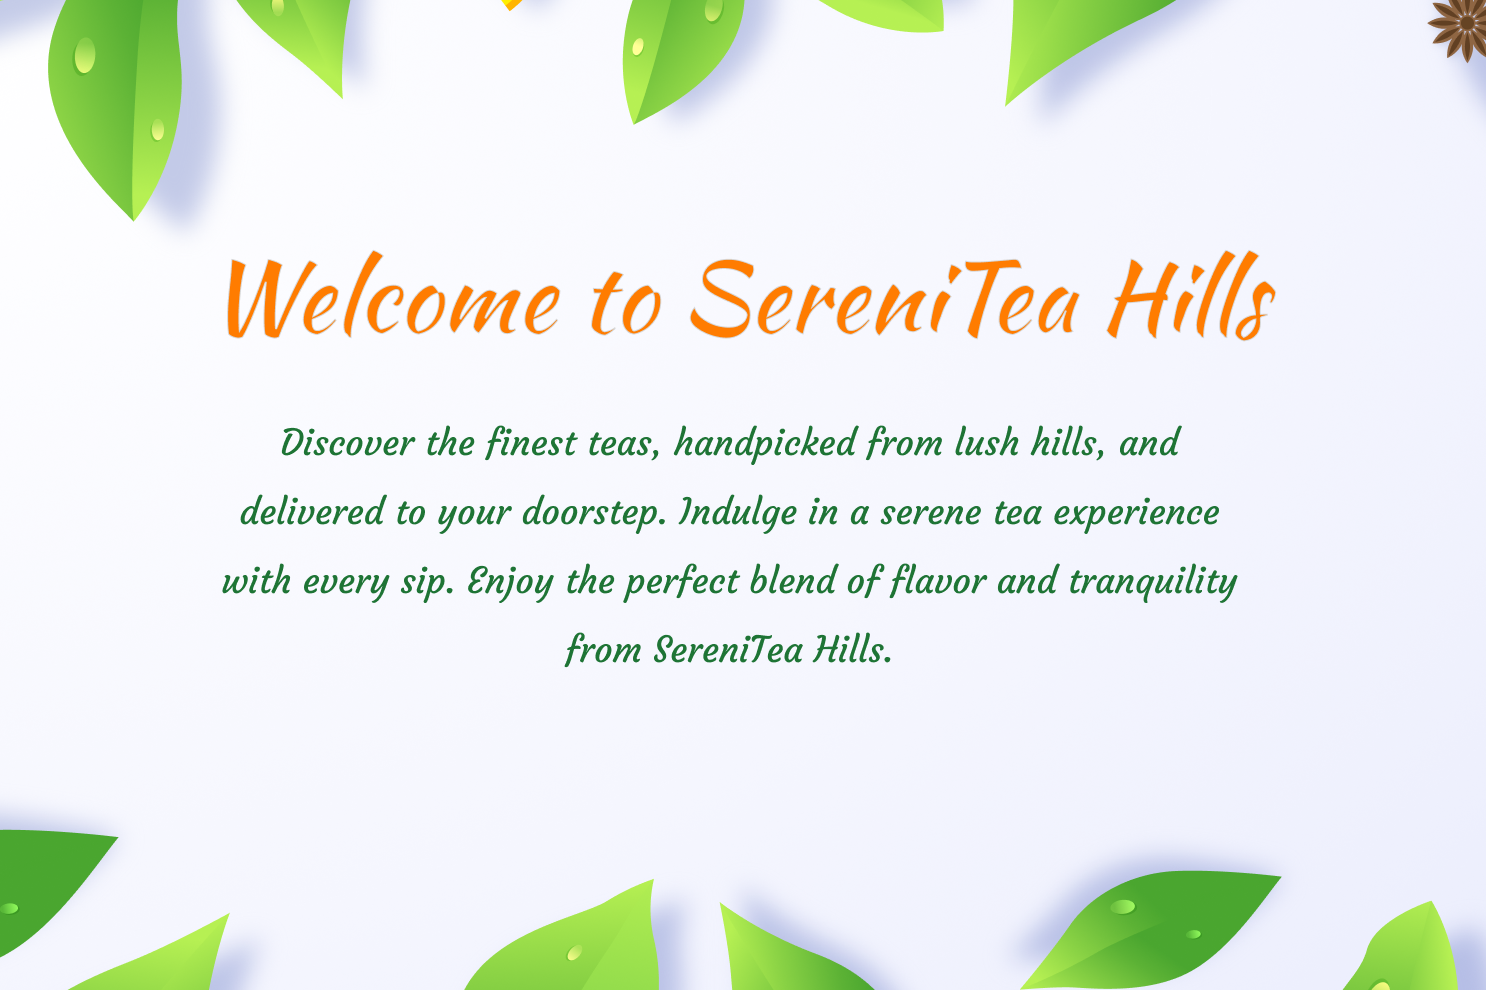 Welcome to SereniTea Hills
Discover the finest teas, handpicked from lush hills, and
delivered to your doorstep. Indulge in a serene tea experience
with every sip. Enjoy the perfect blend of flavor and tranquility
from SereniTea Hills.